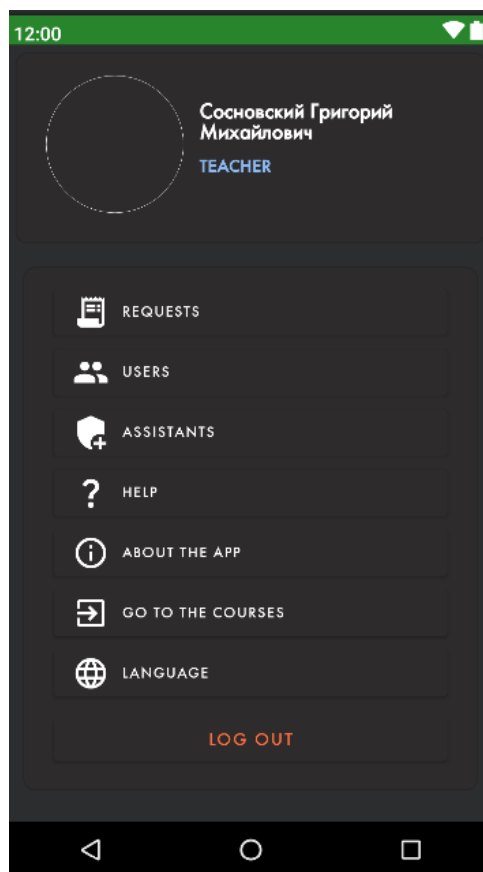 12:00
Сосновский Григорий
Михайлович
TEACHER
REQUESTS
USERS
ASSISTANTS
HELP
ABOUT THE APP
GO TO THE COURSES
LANGUAGE
LOG OUT